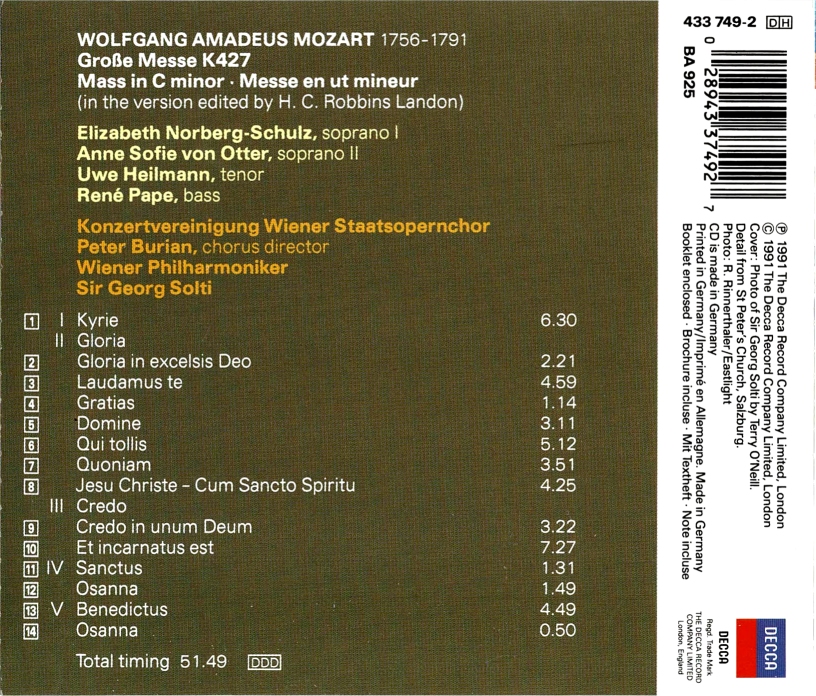 WOLFGANG AMADEUS MOZART 1756–1791
Große Messe K427
Mass in C minor · Messe en ut mineur
(in the version edited by H. C. Robbins Landon)
Elizabeth Norberg-Schulz, soprano I
Anne Sofie von Otter, soprano II
Uwe Heilmann, tenor
René Pape, bass
Konzertvereinigung Wiener Staatsopernchor
Peter Burian, chorus director
Wiener Philharmoniker
Sir Georg Solti
1 I Kyrie 6.30
II Gloria
2 Gloria in excelsis Deo 2.21
3 Laudamus te 4.59
4 Gratias 1.14
5 Domine 3.11
6 Qui tollis 5.12
7 Quoniam 3.51
8 Jesu Christe – Cum Sancto Spiritu 4.25
III Credo
9 Credo in unum Deum 3.22
10 Et incarnatus est 7.27
11 IV Sanctus 1.31
12 Osanna 1.49
13 V Benedictus 4.49
14 Osanna 0.50
Total timing 51.49 DDD
433 749-2 DH
0 28943 37492 7
BA 925
℗ 1991 The Decca Record Company Limited, London
© 1991 The Decca Record Company Limited, London
Cover: Photo of Sir Georg Solti by Terry O'Neill.
Detail from St Peter's Church, Salzburg.
Photo: R. Rinnerthaler/Eastlight
CD is made in Germany
Printed in Germany/Imprimé en Allemagne. Made in Germany
Booklet enclosed · Brochure incluse · Mit Textheft · Note incluse
DECCA
DECCA
Regd. Trade Mark
THE DECCA RECORD
COMPANY LIMITED
London, England